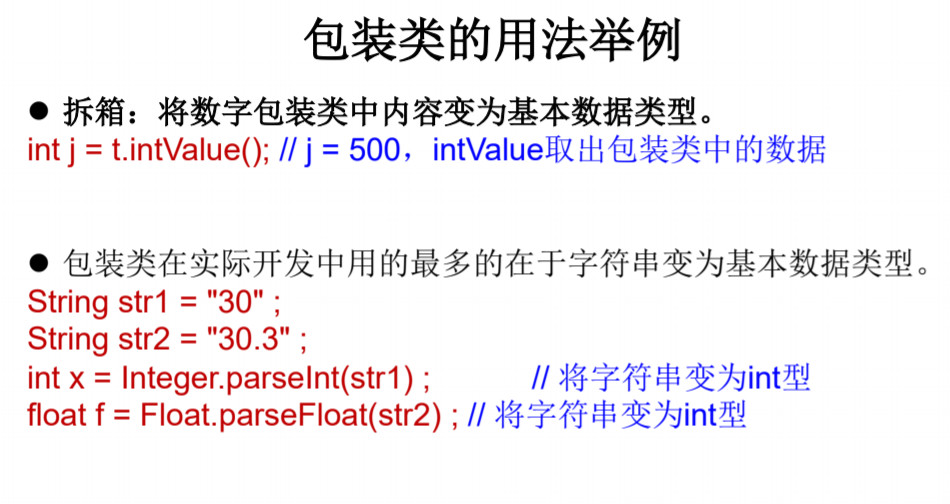 包装类的用法举例
● 拆箱：将数字包装类中内容变为基本数据类型。
int j = t.intValue(); // j = 500，intValue取出包装类中的数据
● 包装类在实际开发中用的最多的在于字符串变为基本数据类型。
String str1 = "30" ;
String str2 = "30.3" ;
int x = Integer.parseInt(str1) ; // 将字符串变为int型
float f = Float.parseFloat(str2) ; // 将字符串变为int型